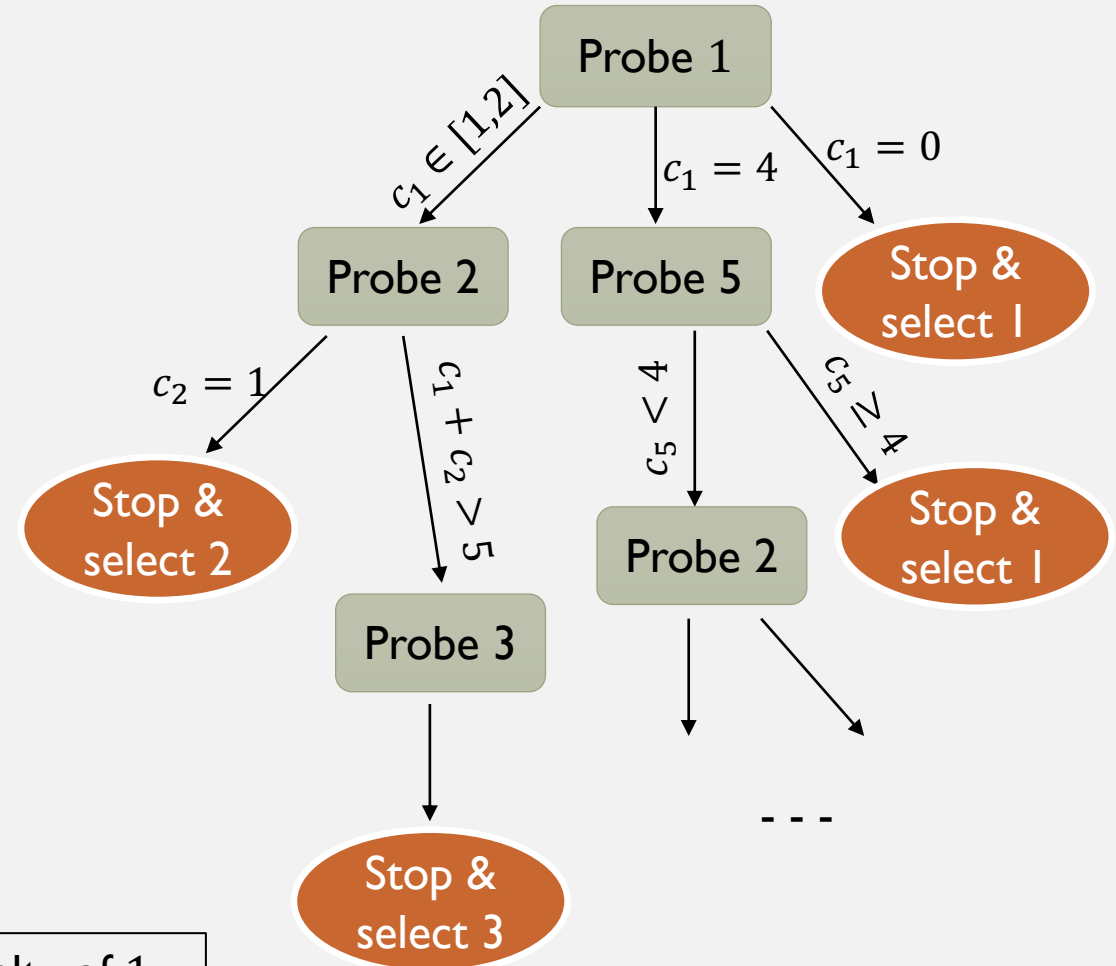 Probe 1
c₁ ∈ [1,2]
c₁ = 4
c₁ = 0
Probe 2
Probe 5
Stop &
select 1
c₂ = 1
c₁ + c₂ > 5
c₅ < 4
c₅ ≥ 4
Stop &
select 2
Probe 2
Stop &
select 1
Probe 3
- - -
Stop &
select 3
of 1